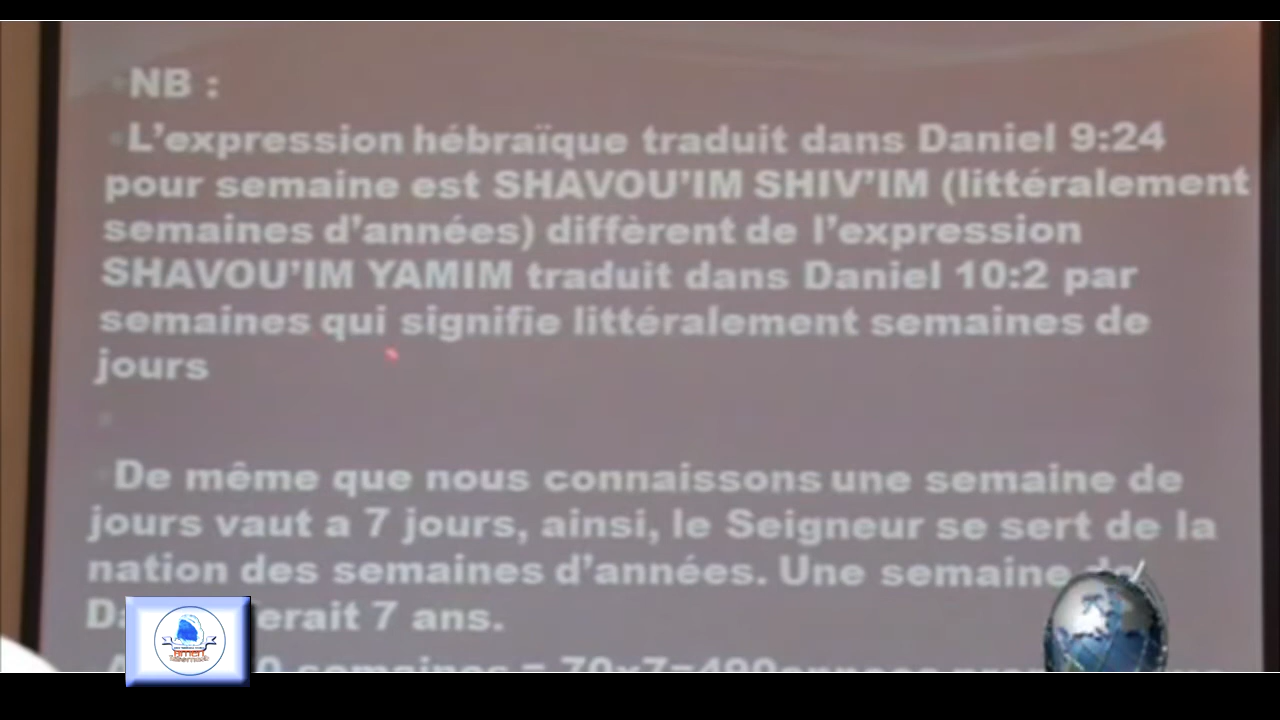 NB :
L'expression hébraïque traduit dans Daniel 9:24
pour semaine est SHAVOU'IM SHIV'IM (littéralement
semaines d'années) diffèrent de l'expression
SHAVOU'IM YAMIM traduit dans Daniel 10:2 par
semaines qui signifie littéralement semaines de
jours
De même que nous connaissons une semaine de
jours vaut a 7 jours, ainsi, le Seigneur se sert de la
nation des semaines d'années. Une semaine
7 ans.
semaines = 70x7=490